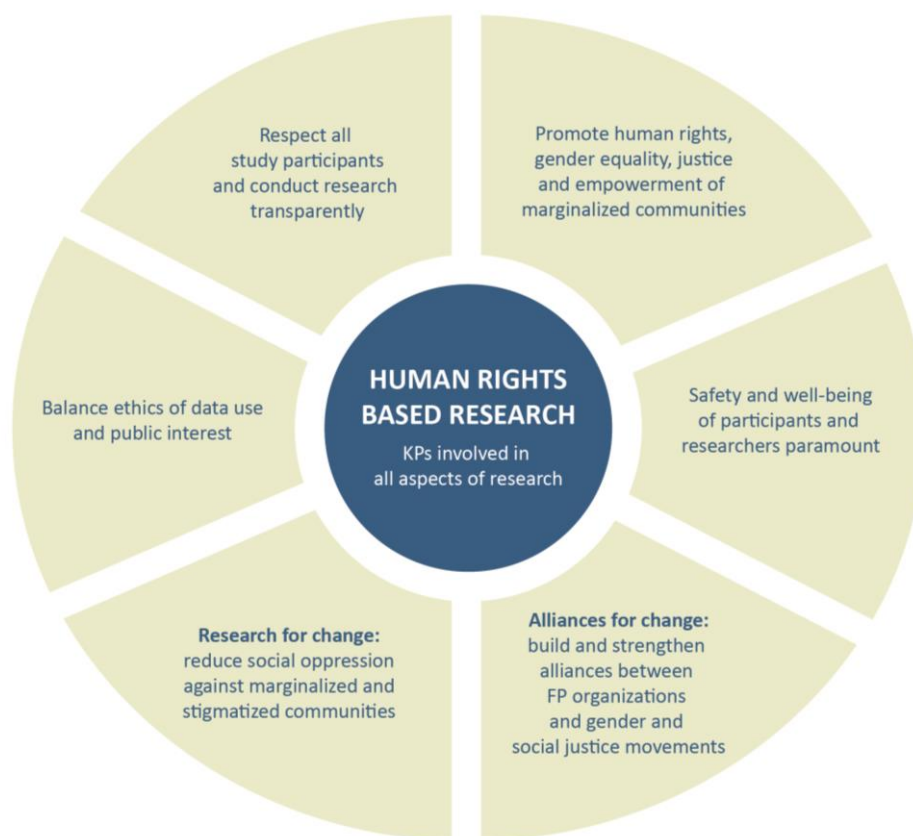 Respect all
study participants
and conduct research
transparently
Promote human rights,
gender equality, justice
and empowerment of
marginalized communities
Balance ethics of data use
and public interest
HUMAN RIGHTS
BASED RESEARCH
KPs involved in
all aspects of research
Safety and well-being
of participants and
researchers paramount
Research for change:
reduce social oppression
against marginalized and
stigmatized communities
Alliances for change:
build and strengthen
alliances between
FP organizations
and gender and
social justice movements